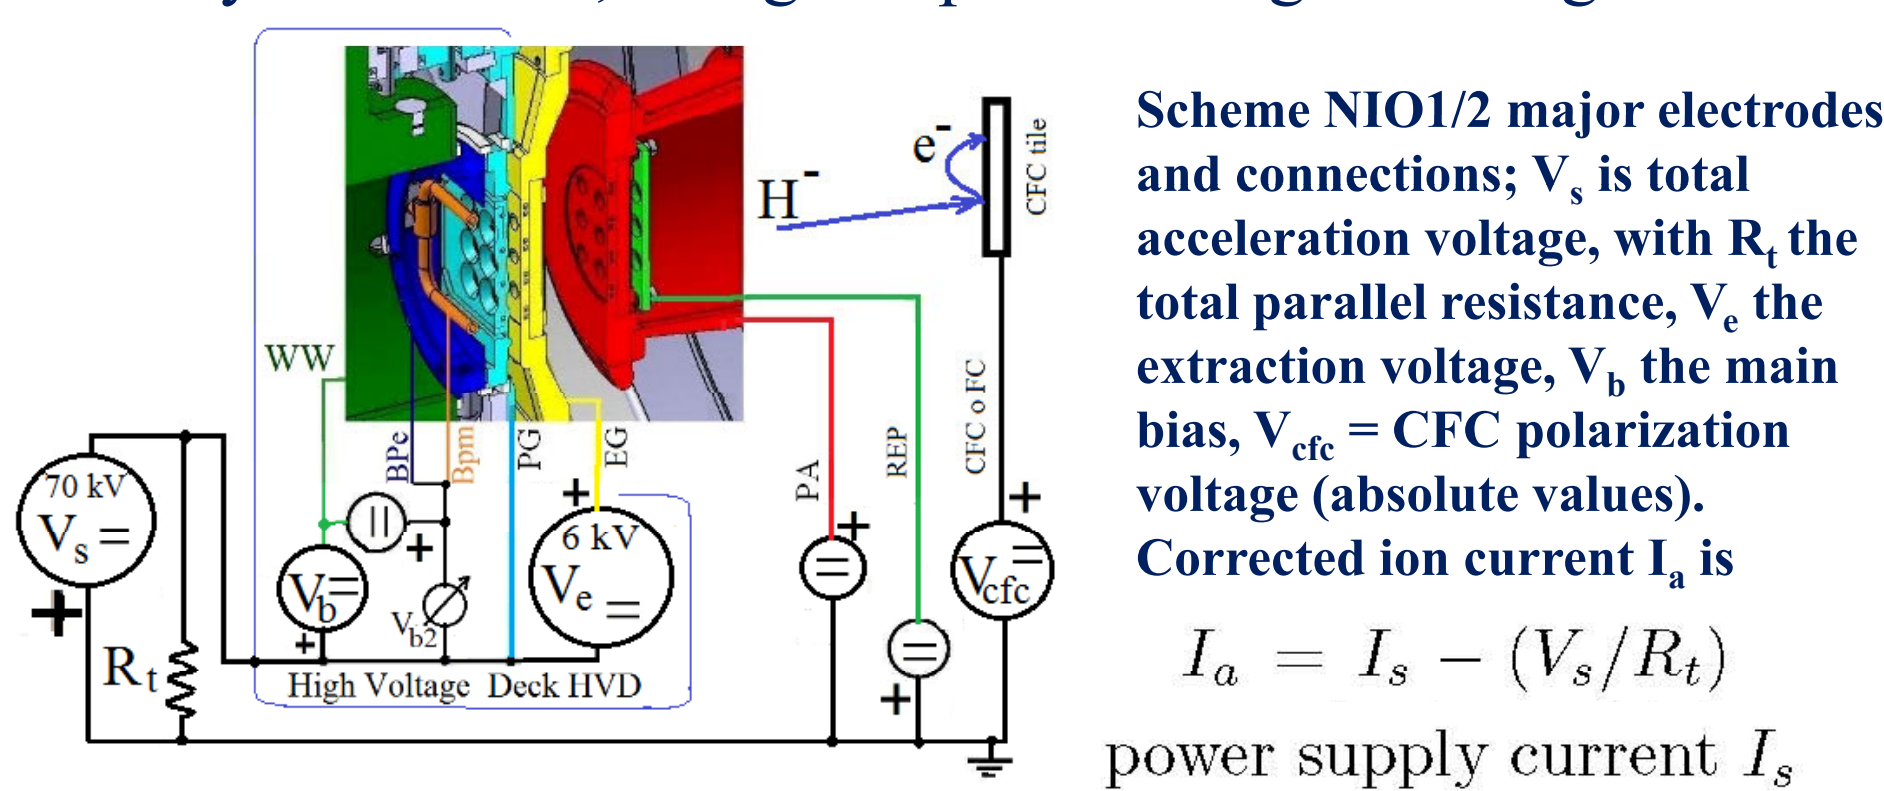 Scheme NIO1/2 major electrodes
and connections; Vs is total
acceleration voltage, with Rt the
total parallel resistance, Ve the
extraction voltage, Vb the main
bias, Vcfc = CFC polarization
voltage (absolute values).
Corrected ion current Ia is
Ia = Is − (Vs/Rt)
power supply current Is
e-
H-
CFC tile
WW
BPe
Bpm
PG
EG
PA
REP
CFC o FC
70 kV
Vs =
+
Rt
Vb =
+
=
+
Vb2
+
6 kV
Ve
=
+
=
=
+
+
=
Vcfc
High Voltage Deck HVD